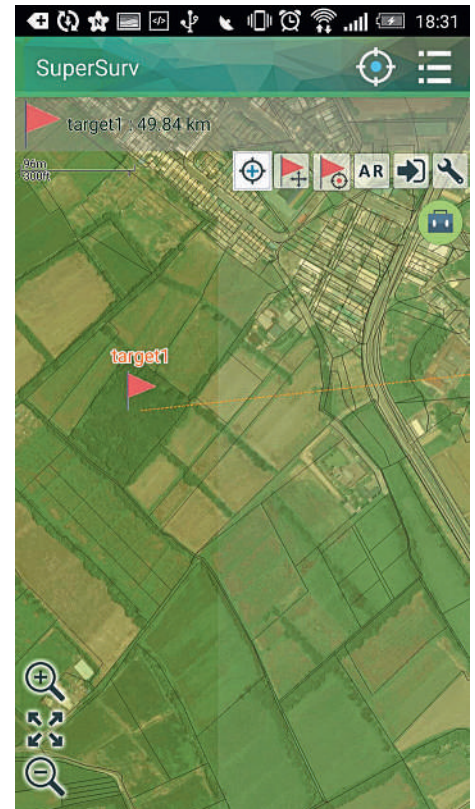 18:31
SuperSurv
target1 : 49.84 km
96m
300ft
AR
target1